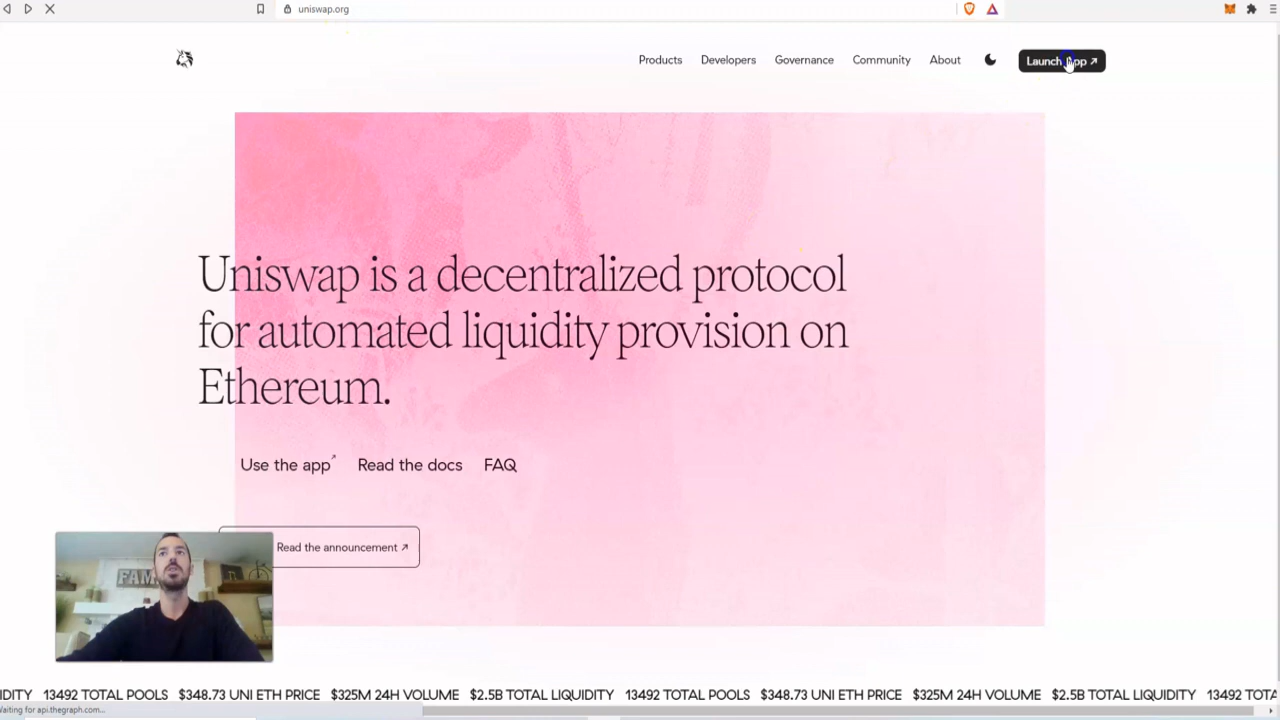 uniswap.org
Products Developers Governance Community About Launch App ↗
Uniswap is a decentralized protocol
for automated liquidity provision on
Ethereum.
Use the app↗ Read the docs FAQ
Read the announcement ↗
FAM
IDITY 13492 TOTAL POOLS $348.73 UNI ETH PRICE $325M 24H VOLUME $2.5B TOTAL LIQUIDITY 13492 TOTAL POOLS $348.73 UNI ETH PRICE $325M 24H VOLUME $2.5B TOTAL LIQUIDITY 13492 TOTA
Waiting for api.thegraph.com...